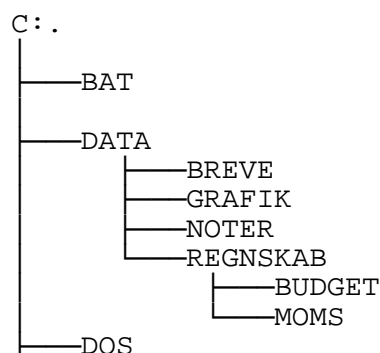 C:.
BAT
DATA
BREVE
GRAFIK
NOTER
REGNSKAB
BUDGET
MOMS
DOS